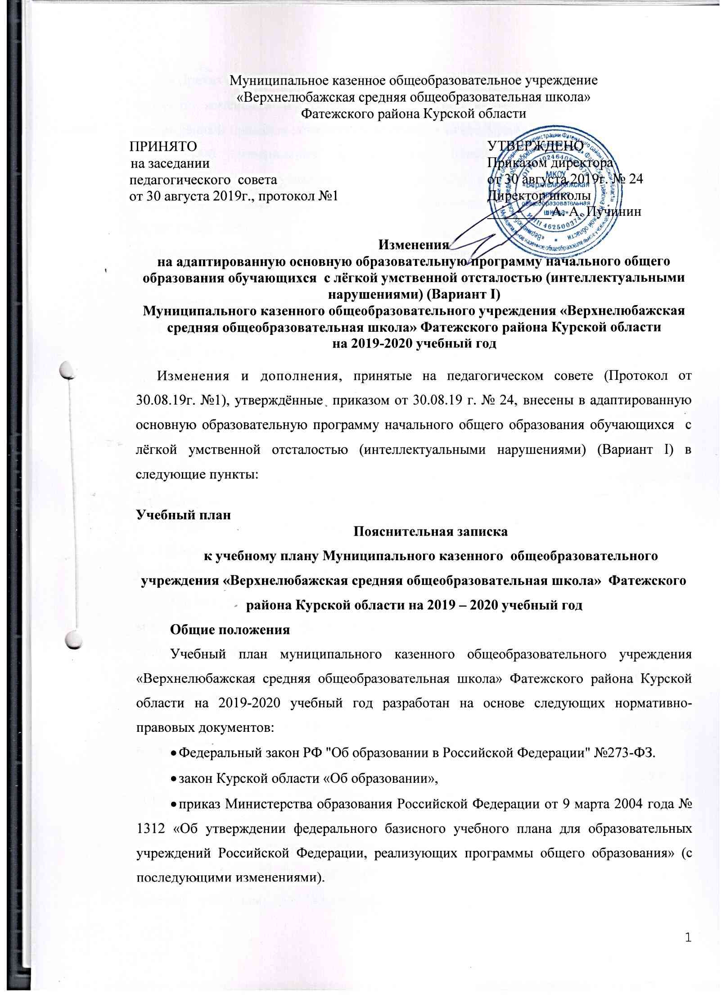 Муниципальное казенное общеобразовательное учреждение
«Верхнелюбажская средняя общеобразовательная школа»
Фатежского района Курской области
ПРИНЯТО
на заседании
педагогического совета
от 30 августа 2019г., протокол №1
УТВЕРЖДЕНО
Приказом директора
от 30 августа 2019г. № 24
Директор школы
_________А. А. Пучинин
МКОУ
«Верхнелюбажская
средняя
общеобразовательная
школа»
ИНН 4625003740
Изменения
на адаптированную основную образовательную программу начального общего
образования обучающихся с лёгкой умственной отсталостью (интеллектуальными
нарушениями) (Вариант I)
Муниципального казенного общеобразовательного учреждения «Верхнелюбажская
средняя общеобразовательная школа» Фатежского района Курской области
на 2019-2020 учебный год
Изменения и дополнения, принятые на педагогическом совете (Протокол от
30.08.19г. №1), утверждённые приказом от 30.08.19 г. № 24, внесены в адаптированную
основную образовательную программу начального общего образования обучающихся с
лёгкой умственной отсталостью (интеллектуальными нарушениями) (Вариант I) в
следующие пункты:
Учебный план
Пояснительная записка
к учебному плану Муниципального казенного общеобразовательного
учреждения «Верхнелюбажская средняя общеобразовательная школа» Фатежского
района Курской области на 2019 – 2020 учебный год
Общие положения
Учебный план муниципального казенного общеобразовательного учреждения
«Верхнелюбажская средняя общеобразовательная школа» Фатежского района Курской
области на 2019-2020 учебный год разработан на основе следующих нормативно-
правовых документов:
• Федеральный закон РФ "Об образовании в Российской Федерации" №273-ФЗ.
• закон Курской области «Об образовании»,
• приказ Министерства образования Российской Федерации от 9 марта 2004 года №
1312 «Об утверждении федерального базисного учебного плана для образовательных
учреждений Российской Федерации, реализующих программы общего образования» (с
последующими изменениями).
1